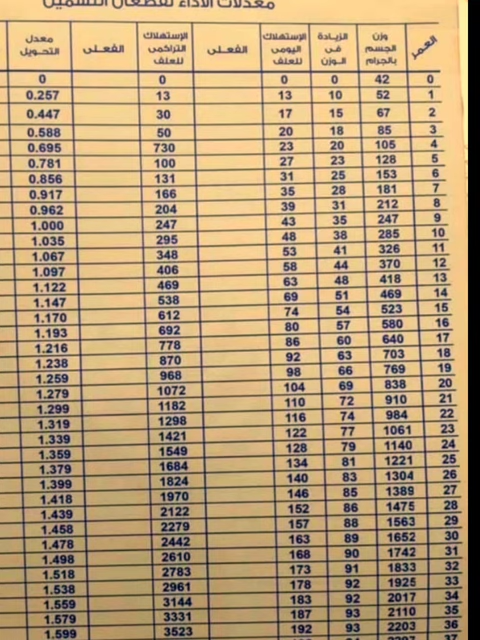 معدلات الأداء لقطعان التسمين
العمر وزن الجسم بالجرام الزيادة فى الوزن الإستهلاك اليومى للعلف الفعلى الإستهلاك التراكمى للعلف الفعلى معدل التحويل
0 42 0 0 0 0
1 52 10 13 13 0.257
2 67 15 17 30 0.447
3 85 18 20 50 0.588
4 105 20 23 730 0.695
5 128 23 27 100 0.781
6 153 25 31 131 0.856
7 181 28 35 166 0.917
8 212 31 39 204 0.962
9 247 35 43 247 1.000
10 285 38 48 295 1.035
11 326 41 53 348 1.067
12 370 44 58 406 1.097
13 418 48 63 469 1.122
14 469 51 69 538 1.147
15 523 54 74 612 1.170
16 580 57 80 692 1.193
17 640 60 86 778 1.216
18 703 63 92 870 1.238
19 769 66 98 968 1.259
20 838 69 104 1072 1.279
21 910 72 110 1182 1.299
22 984 74 116 1298 1.319
23 1061 77 122 1421 1.339
24 1140 79 128 1549 1.359
25 1221 81 134 1684 1.379
26 1304 83 140 1824 1.399
27 1389 85 146 1970 1.418
28 1475 86 152 2122 1.439
29 1563 88 157 2279 1.458
30 1652 89 163 2442 1.478
31 1742 90 168 2610 1.498
32 1833 91 173 2783 1.518
33 1925 92 178 2961 1.538
34 2017 92 183 3144 1.559
35 2110 93 187 3331 1.579
36 2203 93 192 3523 1.599